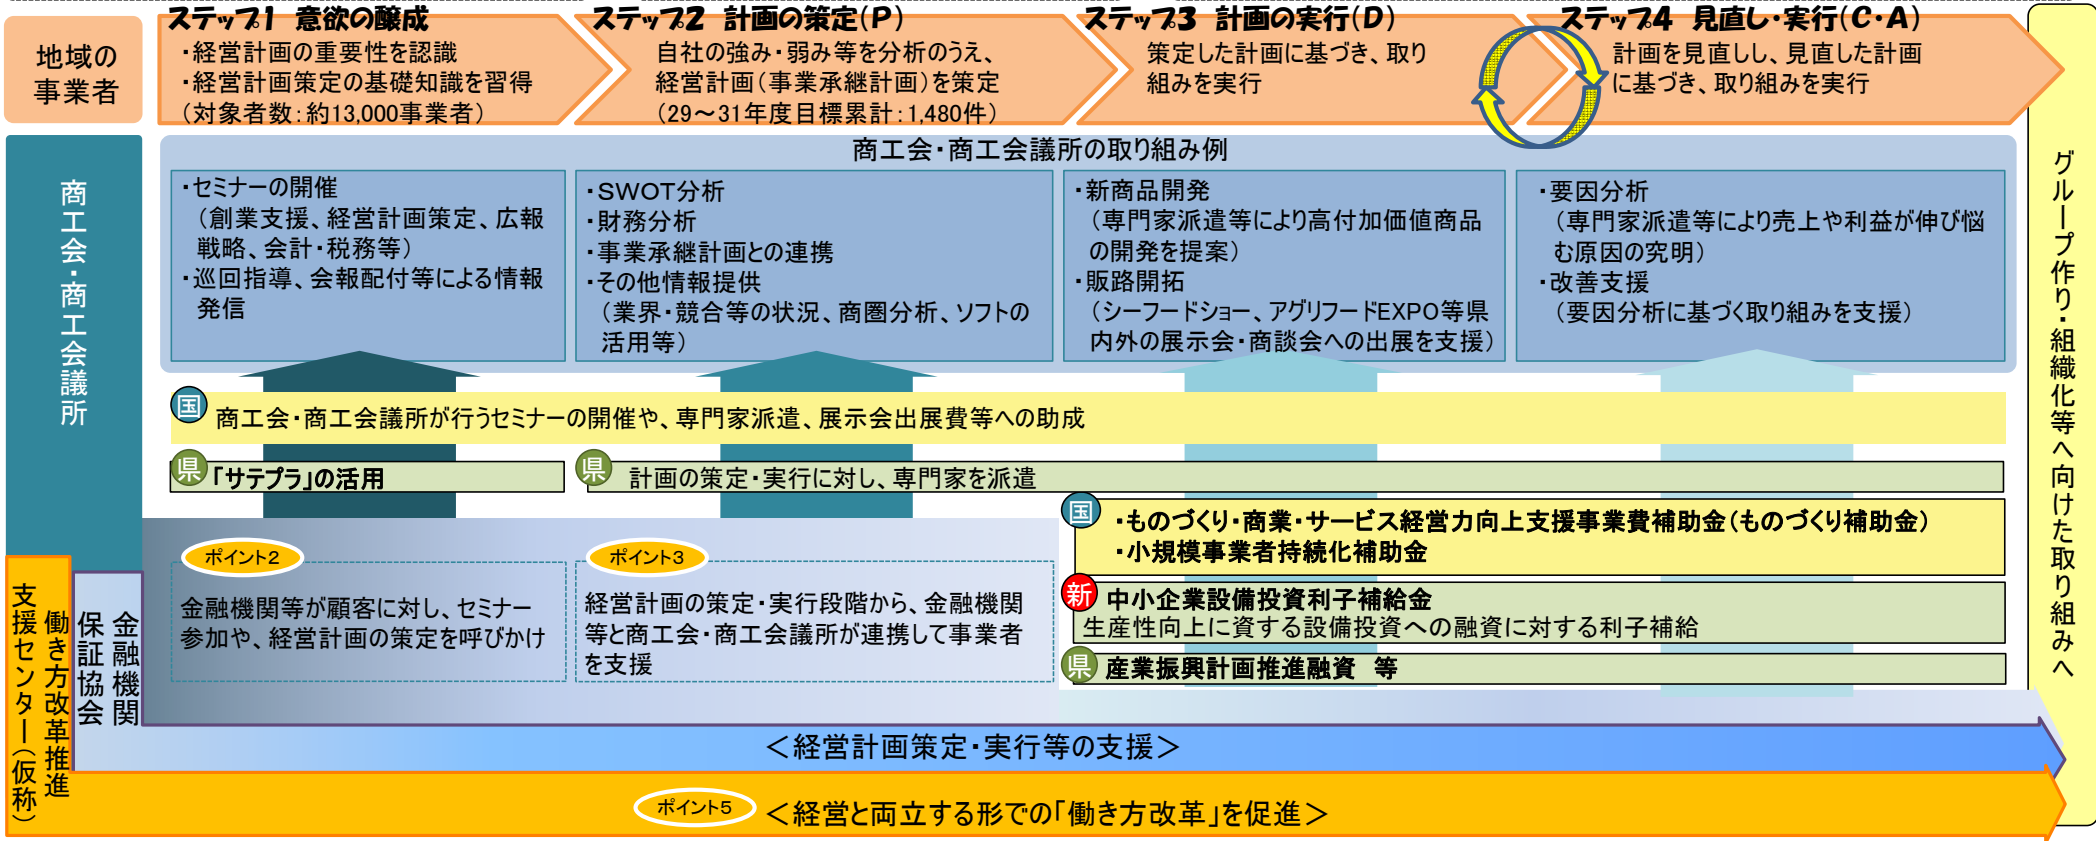 地域の
事業者
ステップ1 意欲の醸成
・経営計画の重要性を認識
・経営計画策定の基礎知識を習得
(対象者数:約13,000事業者)
ステップ2 計画の策定(P)
自社の強み・弱み等を分析のうえ、
経営計画(事業承継計画)を策定
(29～31年度目標累計:1,480件)
ステップ3 計画の実行(D)
策定した計画に基づき、取り
組みを実行
ステップ4 見直し・実行(C・A)
計画を見直しし、見直した計画
に基づき、取り組みを実行
グループ作り・組織化等へ向けた取り組みへ
商工会・商工会議所
商工会・商工会議所の取り組み例
・セミナーの開催
(創業支援、経営計画策定、広報
戦略、会計・税務等)
・巡回指導、会報配付等による情報
発信
・SWOT分析
・財務分析
・事業承継計画との連携
・その他情報提供
(業界・競合等の状況、商圏分析、ソフトの
活用等)
・新商品開発
(専門家派遣等により高付加価値商品
の開発を提案)
・販路開拓
(シーフードショー、アグリフードEXPO等県
内外の展示会・商談会への出展を支援)
・要因分析
(専門家派遣等により売上や利益が伸び悩
む原因の究明)
・改善支援
(要因分析に基づく取り組みを支援)
国 商工会・商工会議所が行うセミナーの開催や、専門家派遣、展示会出展費等への助成
県 「サテプラ」の活用
県 計画の策定・実行に対し、専門家を派遣
国 ・ものづくり・商業・サービス経営力向上支援事業費補助金(ものづくり補助金)
・小規模事業者持続化補助金
新 中小企業設備投資利子補給金
生産性向上に資する設備投資への融資に対する利子補給
県 産業振興計画推進融資 等
ポイント2
金融機関等が顧客に対し、セミナー
参加や、経営計画の策定を呼びかけ
ポイント3
経営計画の策定・実行段階から、金融機関
等と商工会・商工会議所が連携して事業者
を支援
金融機関
保証協会
<経営計画策定・実行等の支援>
働き方改革推進
支援センター(仮称)
ポイント5
<経営と両立する形での「働き方改革」を促進>